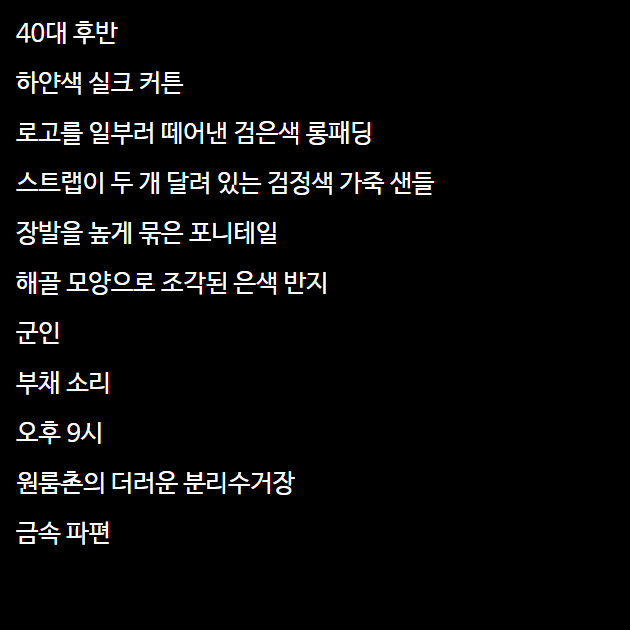 40대 후반
하얀색 실크 커튼
로고를 일부러 떼어낸 검은색 롱패딩
스트랩이 두 개 달려 있는 검정색 가죽 샌들
장발을 높게 묶은 포니테일
해골 모양으로 조각된 은색 반지
군인
부채 소리
오후 9시
원룸촌의 더러운 분리수거장
금속 파편